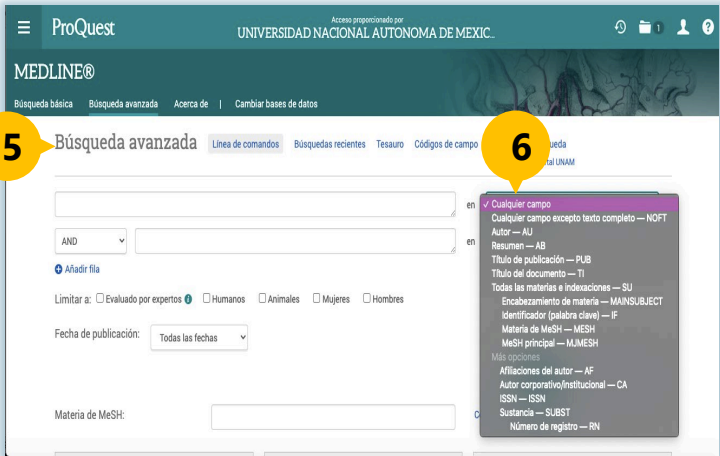 ProQuest
Acceso proporcionado por
UNIVERSIDAD NACIONAL AUTONOMA DE MEXIC...
1
MEDLINE®
Búsqueda básica Búsqueda avanzada Acerca de | Cambiar bases de datos
5
Búsqueda avanzada Línea de comandos Búsquedas recientes Tesauro Códigos de campo
6
tal UNAM
en
✓ Cualquier campo
Cualquier campo excepto texto completo — NOFT
Autor — AU
Resumen — AB
Título de publicación — PUB
Título del documento — TI
Todas las materias e indexaciones — SU
Encabezamiento de materia — MAINSUBJECT
Identificador (palabra clave) — IF
Materia de MeSH — MESH
MeSH principal — MJMESH
Más opciones
Afiliaciones del autor — AF
Autor corporativo/institucional — CA
ISSN — ISSN
Sustancia — SUBST
Número de registro — RN
AND
en
Añadir fila
Limitar a: Evaluado por expertos Humanos Animales Mujeres Hombres
Fecha de publicación: Todas las fechas
Materia de MeSH: